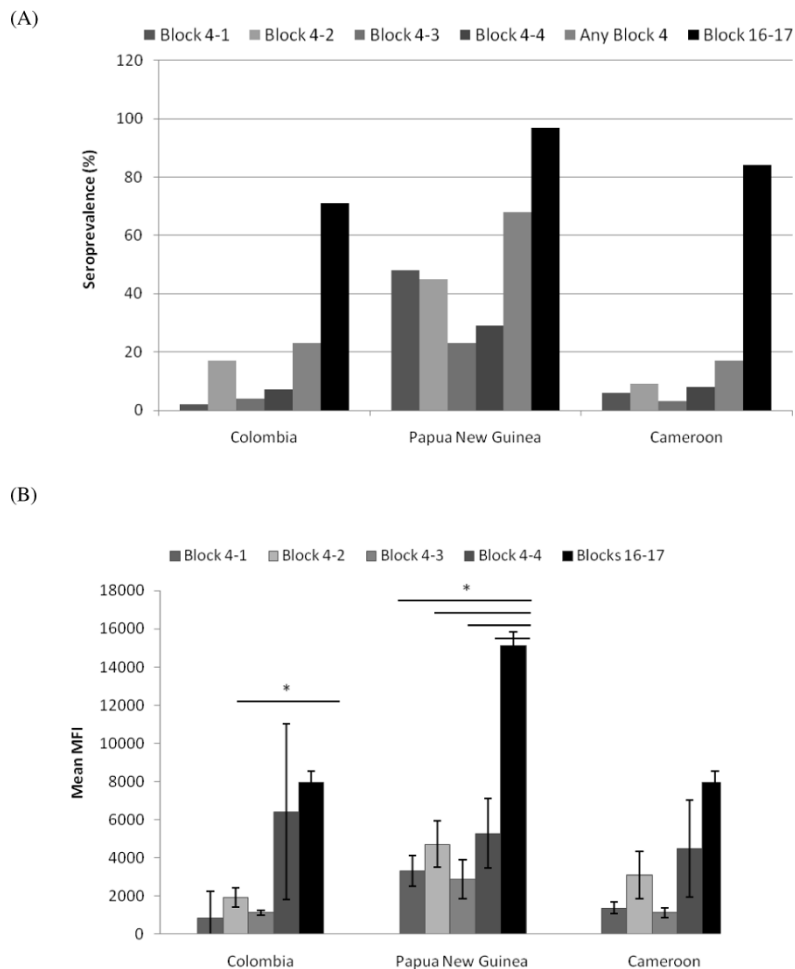 (A)
Block 4-1 Block 4-2 Block 4-3 Block 4-4 Any Block 4 Block 16-17
120
100
80
60
40
20
0
Seroprevalence (%)
Colombia Papua New Guinea Cameroon
(B)
Block 4-1 Block 4-2 Block 4-3 Block 4-4 Blocks 16-17
18000
16000
14000
12000
10000
8000
6000
4000
2000
0
Mean MFI
*
*
Colombia Papua New Guinea Cameroon